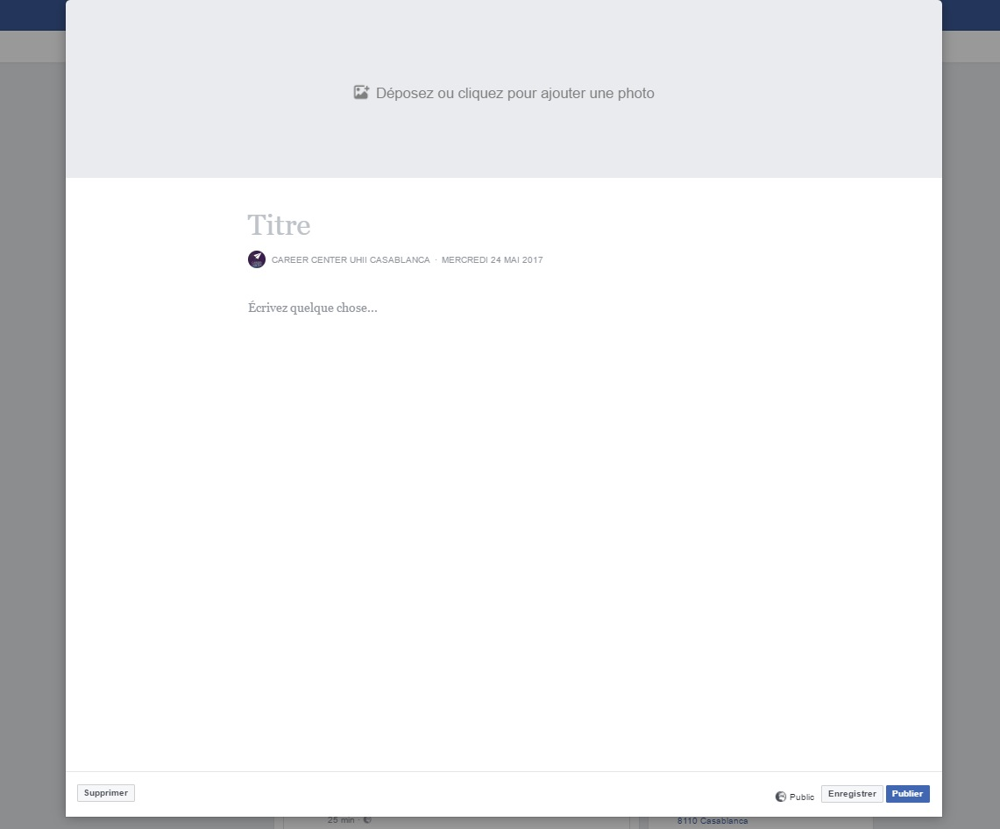 Déposez ou cliquez pour ajouter une photo
Titre
CAREER CENTER UHII CASABLANCA · MERCREDI 24 MAI 2017
Écrivez quelque chose...
Supprimer
Public
Enregistrer
Publier
25 min ·
8110 Casablanca